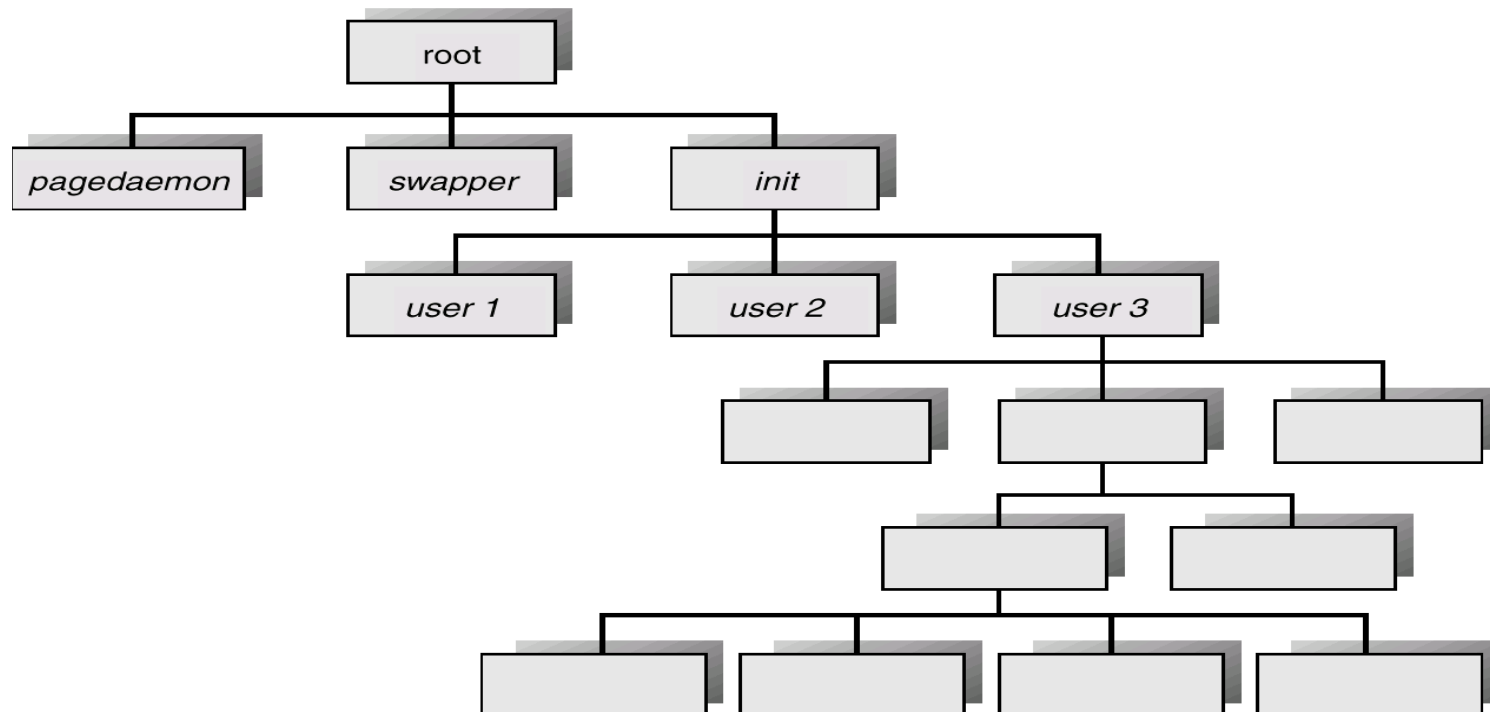 root
pagedaemon
swapper
init
user 1
user 2
user 3